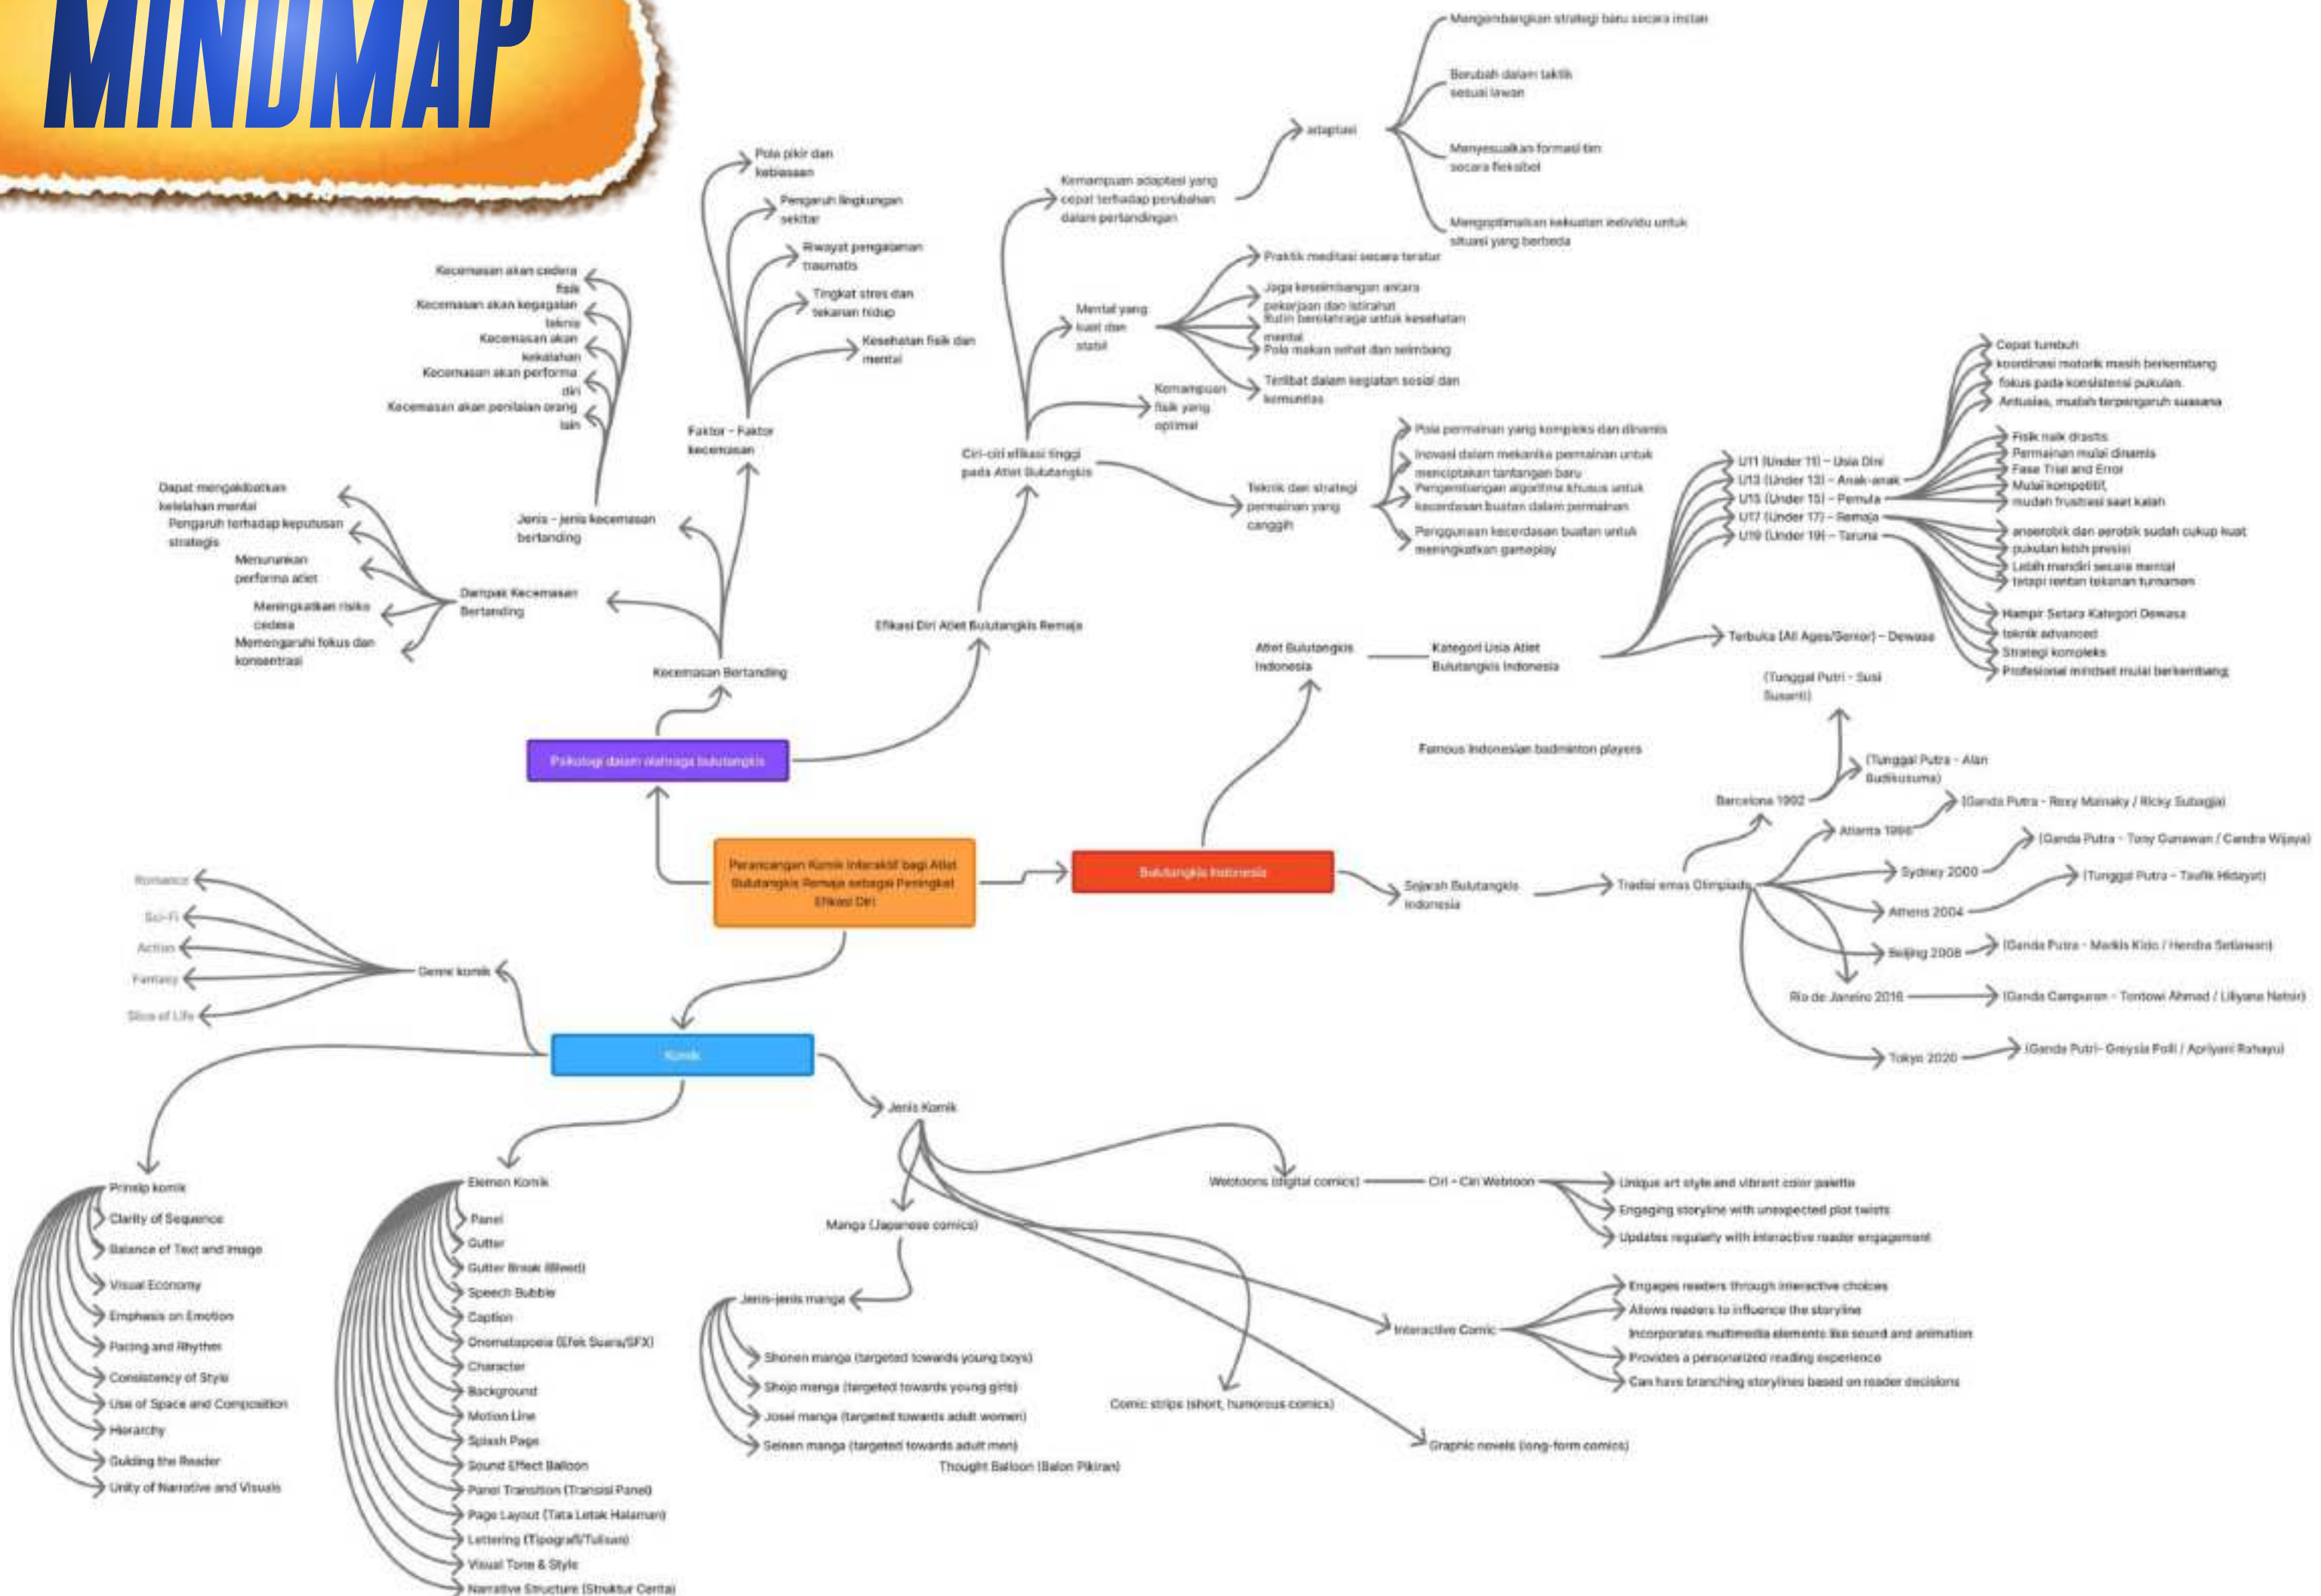 MINDMAP
Mengembangkan strategi baru secara instan
Berubah dalam taktik
sesuai lawan
adaptasi
Menyesuaikan formasi tim
secara fleksibel
Mengoptimalkan kekuatan individu untuk
situasi yang berbeda
Kemampuan adaptasi yang
cepat terhadap perubahan
dalam pertandingan
Pola pikir dan
kebiasaan
Pengaruh lingkungan
sekitar
Riwayat pengalaman
traumatis
Tingkat stres dan
tekanan hidup
Kesehatan fisik dan
mental
Faktor - Faktor
kecemasan
Kecemasan akan cedera
fisik
Kecemasan akan kegagalan
teknis
Kecemasan akan
kekalahan
Kecemasan akan performa
diri
Kecemasan akan penilaian orang
lain
Jenis - jenis kecemasan
bertanding
Dapat mengakibatkan
kelelahan mental
Pengaruh terhadap keputusan
strategis
Menurunkan
performa atlet
Meningkatkan risiko
cedera
Memengaruhi fokus dan
konsentrasi
Dampak Kecemasan
Bertanding
Kecemasan Bertanding
Praktik meditasi secara teratur
Jaga keseimbangan antara
pekerjaan dan istirahat
Rutin berolahraga untuk kesehatan
mental
Pola makan sehat dan seimbang
Terlibat dalam kegiatan sosial dan
komunitas
Mental yang
kuat dan
stabil
Kemampuan
fisik yang
optimal
Ciri-ciri efikasi tinggi
pada Atlet Bulutangkis
Teknik dan strategi
permainan yang
canggih
Pola permainan yang kompleks dan dinamis
Inovasi dalam mekanika permainan untuk
menciptakan tantangan baru
Pengembangan algoritma khusus untuk
kecerdasan buatan dalam permainan
Penggunaan kecerdasan buatan untuk
meningkatkan gameplay
Efikasi Diri Atlet Bulutangkis Remaja
Psikologi dalam olahraga bulutangkis
Perancangan Komik Interaktif bagi Atlet
Bulutangkis Remaja sebagai Peningkat
Efikasi Diri
Bulutangkis Indonesia
Atlet Bulutangkis
Indonesia
Kategori Usia Atlet
Bulutangkis Indonesia
U11 (Under 11) – Usia Dini
U13 (Under 13) – Anak-anak
U15 (Under 15) – Pemula
U17 (Under 17) – Remaja
U19 (Under 19) – Taruna
Terbuka (All Ages/Senior) – Dewasa
Cepat tumbuh
koordinasi motorik masih berkembang
fokus pada konsistensi pukulan.
Antusias, mudah terpengaruh suasana
Fisik naik drastis
Permainan mulai dinamis
Fase Trial and Error
Mulai kompetitif,
mudah frustrasi saat kalah
anaerobik dan aerobik sudah cukup kuat
pukulan lebih presisi
Lebih mandiri secara mental
tetapi rentan tekanan turnamen
Hampir Setara Kategori Dewasa
teknik advanced
Strategi kompleks
Profesional mindset mulai berkembang
Famous Indonesian badminton players
Sejarah Bulutangkis
Indonesia
Tradisi emas Olimpiade
Barcelona 1992
(Tunggal Putri - Susi
Susanti)
(Tunggal Putra - Alan
Budikusuma)
Atlanta 1996
(Ganda Putra - Rexy Mainaky / Ricky Subagja)
Sydney 2000
(Ganda Putra - Tony Gunawan / Candra Wijaya)
Athens 2004
(Tunggal Putra – Taufik Hidayat)
Beijing 2008
(Ganda Putra - Markis Kido / Hendra Setiawan)
Rio de Janeiro 2016
(Ganda Campuran - Tontowi Ahmad / Liliyana Natsir)
Tokyo 2020
(Ganda Putri- Greysia Polii / Apriyani Rahayu)
Romance
Sci-Fi
Action
Fantasy
Slice of Life
Genre komik
Komik
Prinsip komik
Clarity of Sequence
Balance of Text and Image
Visual Economy
Emphasis on Emotion
Pacing and Rhythm
Consistency of Style
Use of Space and Composition
Hierarchy
Guiding the Reader
Unity of Narrative and Visuals
Elemen Komik
Panel
Gutter
Gutter Break (Bleed)
Speech Bubble
Caption
Onomatopoeia (Efek Suara/SFX)
Character
Background
Motion Line
Splash Page
Sound Effect Balloon
Panel Transition (Transisi Panel)
Page Layout (Tata Letak Halaman)
Lettering (Tipografi/Tulisan)
Visual Tone & Style
Narrative Structure (Struktur Cerita)
Jenis Komik
Manga (Japanese comics)
Jenis-jenis manga
Shonen manga (targeted towards young boys)
Shojo manga (targeted towards young girls)
Josei manga (targeted towards adult women)
Seinen manga (targeted towards adult men)
Thought Balloon (Balon Pikiran)
Webtoons (digital comics)
Ciri - Ciri Webtoon
Unique art style and vibrant color palette
Engaging storyline with unexpected plot twists
Updates regularly with interactive reader engagement
Interactive Comic
Engages readers through interactive choices
Allows readers to influence the storyline
Incorporates multimedia elements like sound and animation
Provides a personalized reading experience
Can have branching storylines based on reader decisions
Comic strips (short, humorous comics)
Graphic novels (long-form comics)